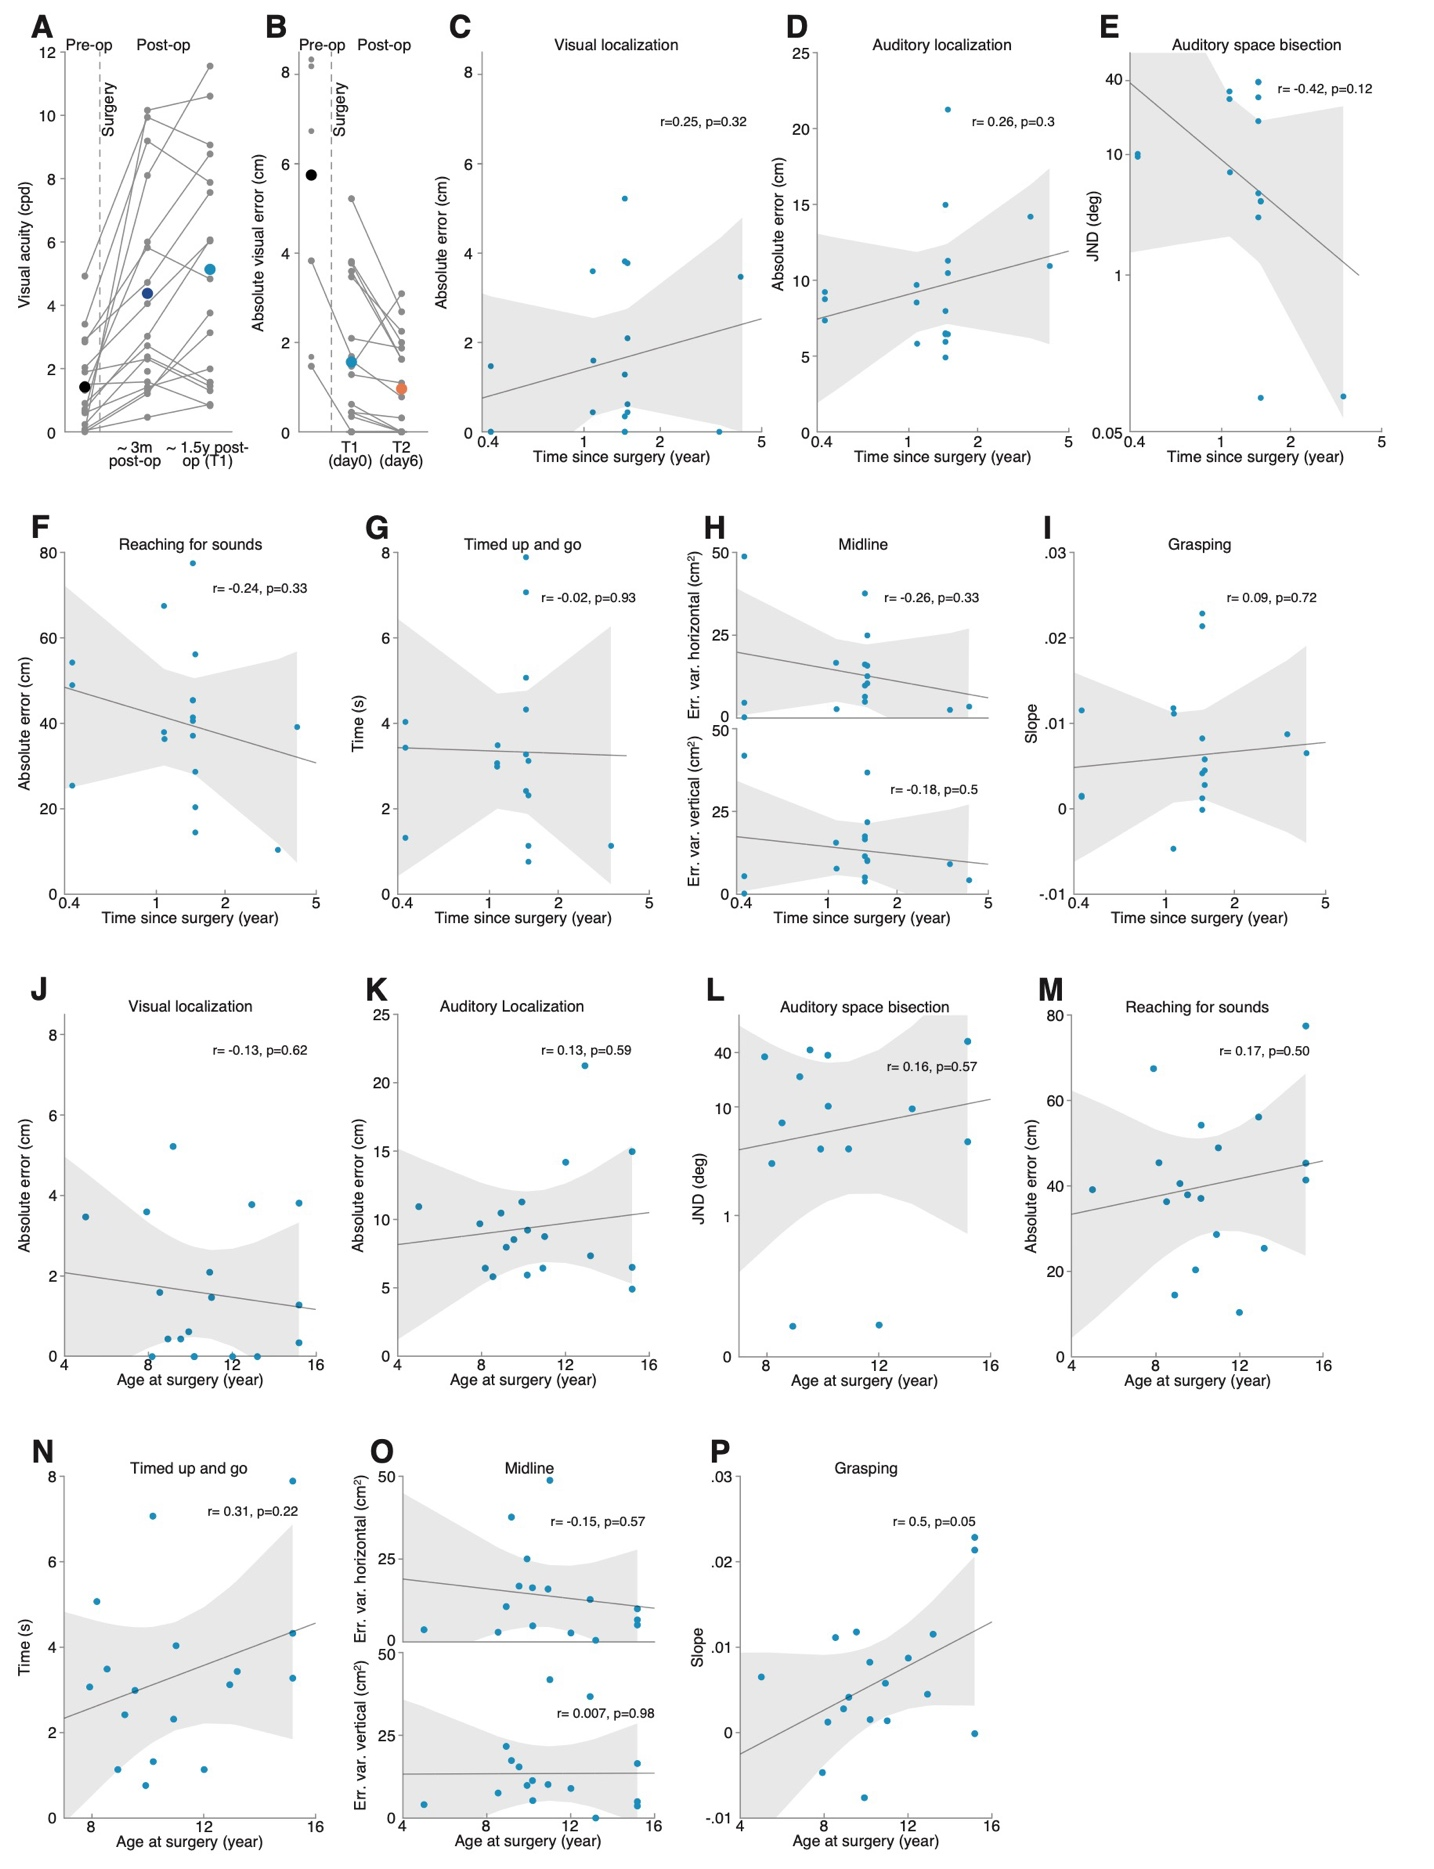 A
Pre-op Post-op
Surgery
Visual acuity (cpd)
12
10
8
6
4
2
0
~ 3m post-op
~ 1.5y post-op (T1)
B
Pre-op Post-op
Surgery
Absolute visual error (cm)
8
6
4
2
0
T1 (day0)
T2 (day6)
C
Visual localization
r=0.25, p=0.32
Absolute error (cm)
8
6
4
2
0
0.4 1 2 5
Time since surgery (year)
D
Auditory localization
r= 0.26, p=0.3
Absolute error (cm)
25
20
15
10
5
0
0.4 1 2 5
Time since surgery (year)
E
Auditory space bisection
r= -0.42, p=0.12
JND (deg)
40
10
1
0.05
0.4 1 2 5
Time since surgery (year)
F
Reaching for sounds
r= -0.24, p=0.33
Absolute error (cm)
80
60
40
20
0
0.4 1 2 5
Time since surgery (year)
G
Timed up and go
r= -0.02, p=0.93
Time (s)
8
6
4
2
0
0.4 1 2 5
Time since surgery (year)
H
Midline
r= -0.26, p=0.33
Err. var. horizontal (cm²)
50
25
0
r= -0.18, p=0.5
Err. var. vertical (cm²)
50
25
0
0.4 1 2 5
Time since surgery (year)
I
Grasping
r= 0.09, p=0.72
Slope
.03
.02
.01
0
-.01
0.4 1 2 5
Time since surgery (year)
J
Visual localization
r= -0.13, p=0.62
Absolute error (cm)
8
6
4
2
0
4 8 12 16
Age at surgery (year)
K
Auditory Localization
r= 0.13, p=0.59
Absolute error (cm)
25
20
15
10
5
0
4 8 12 16
Age at surgery (year)
L
Auditory space bisection
r= 0.16, p=0.57
JND (deg)
40
10
1
0
8 12 16
Age at surgery (year)
M
Reaching for sounds
r= 0.17, p=0.50
Absolute error (cm)
80
60
40
20
0
4 8 12 16
Age at surgery (year)
N
Timed up and go
r= 0.31, p=0.22
Time (s)
8
6
4
2
0
8 12 16
Age at surgery (year)
O
Midline
r= -0.15, p=0.57
Err. var. horizontal (cm²)
50
25
0
r= 0.007, p=0.98
Err. var. vertical (cm²)
50
25
0
4 8 12 16
Age at surgery (year)
P
Grasping
r= 0.5, p=0.05
Slope
.03
.02
.01
0
-.01
4 8 12 16
Age at surgery (year)